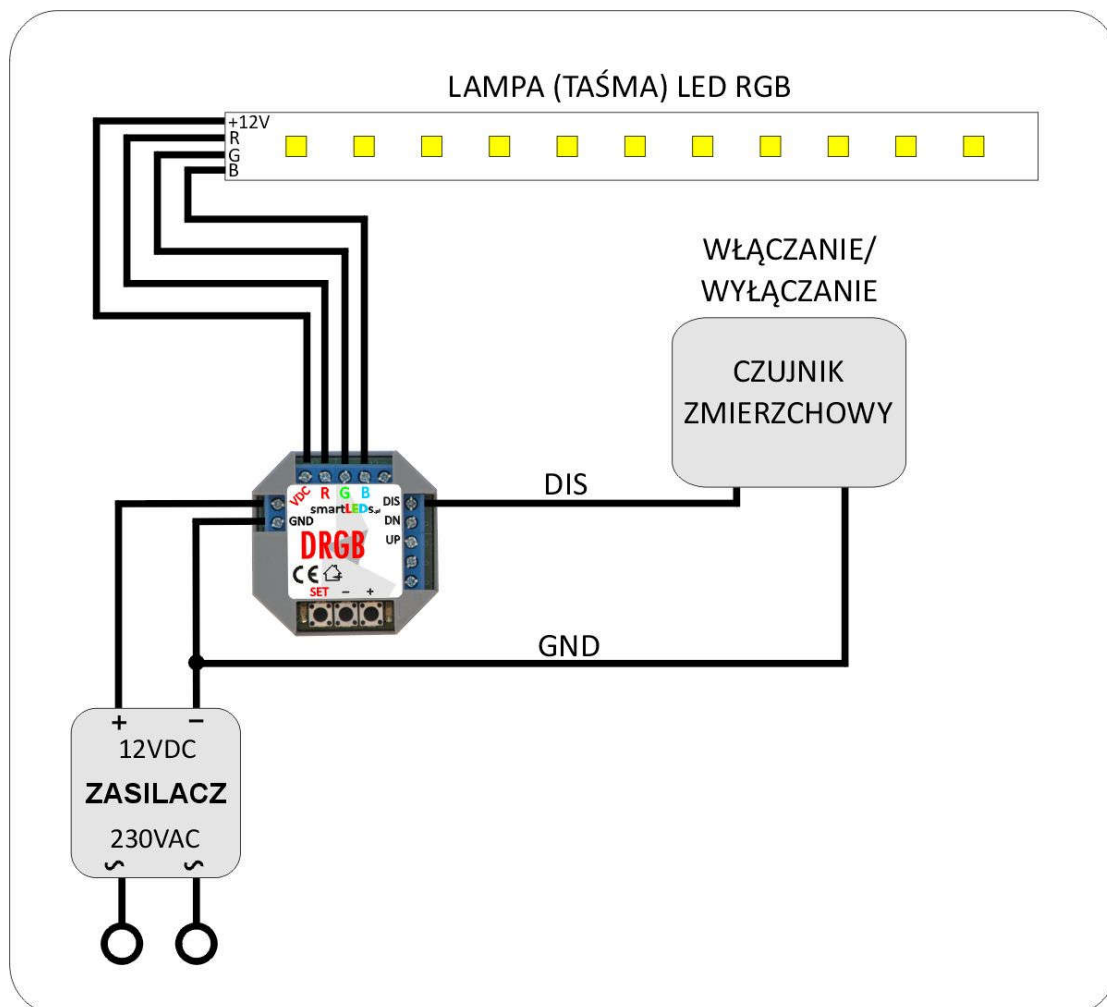 LAMPA (TAŚMA) LED RGB
+12V
R
G
B
WŁĄCZANIE/
WYŁĄCZANIE
CZUJNIK
ZMIERZCHOWY
DIS
VDC R G B DIS
smartLEDs.pl
GND DN
UP
DRGB
CE
SET - +
GND
+ −
12VDC
ZASILACZ
230VAC
~ ~